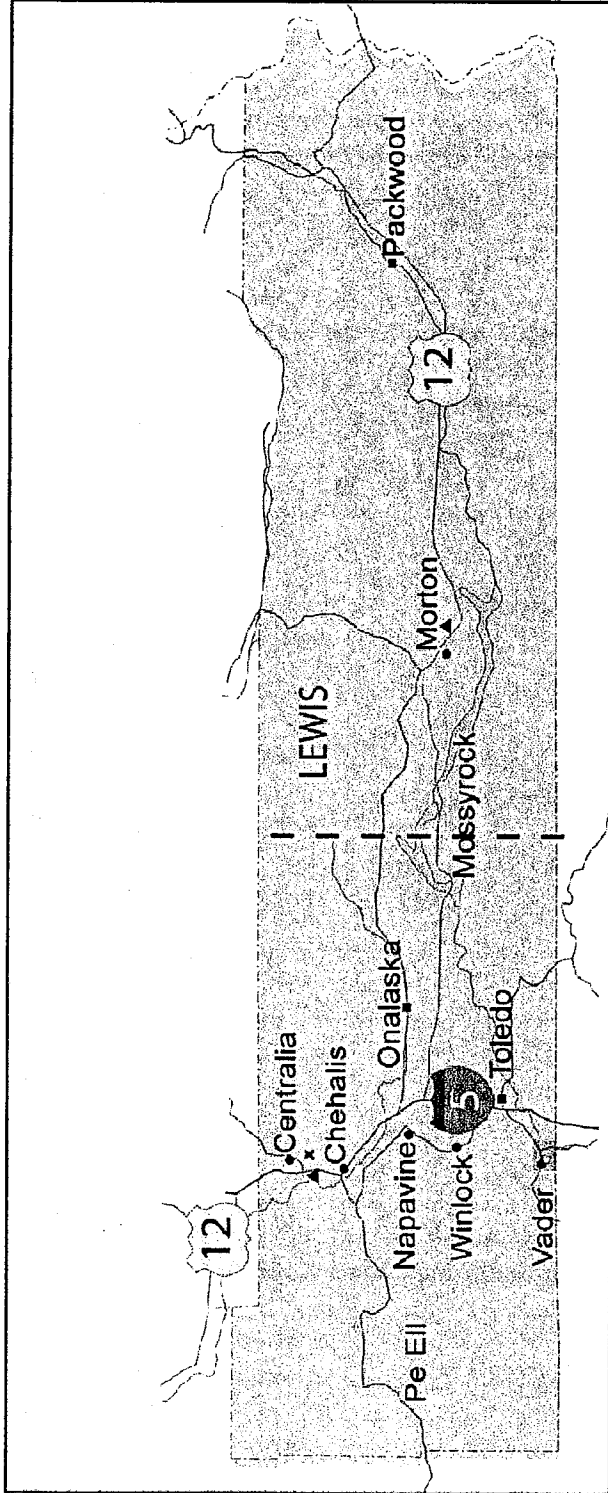 12
Centralia
x
Chehalis
LEWIS
Pe Ell
Napavine
Onalaska
Packwood
Winlock
5
Mossyrock
Morton
12
Toledo
Vader